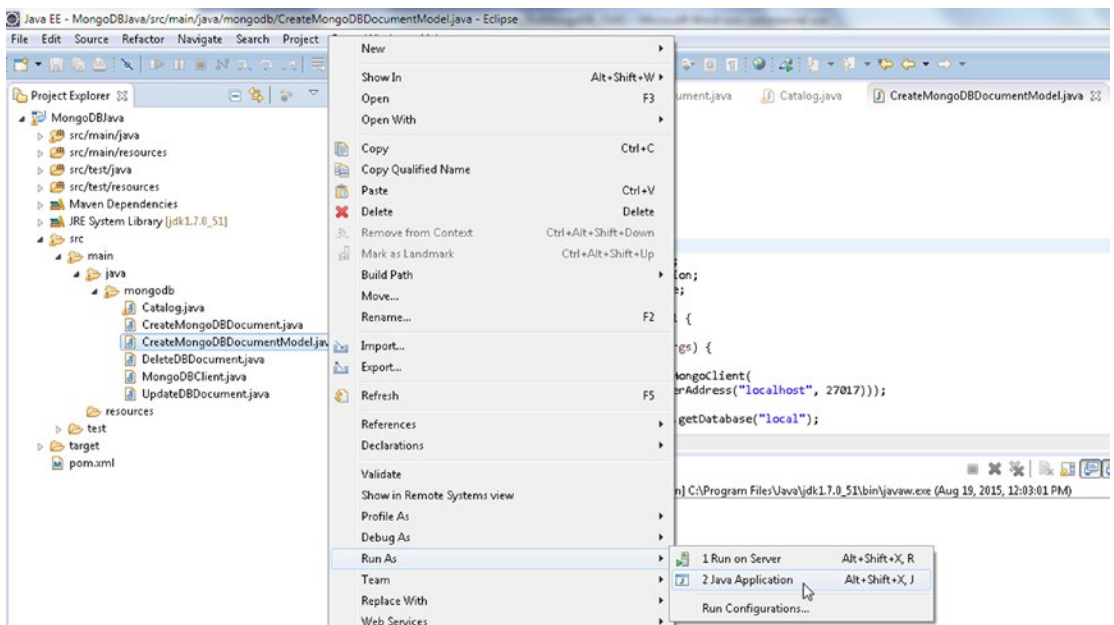 Java EE - MongoDBJava/src/main/java/mongodb/CreateMongoDBDocumentModel.java - Eclipse
File Edit Source Refactor Navigate Search Project
Project Explorer
MongoDBJava
src/main/java
src/main/resources
src/test/java
src/test/resources
Maven Dependencies
JRE System Library [jdk1.7.0_51]
src
main
java
mongodb
Catalog.java
CreateMongoDBDocument.java
CreateMongoDBDocumentModel.jav
DeleteDBDocument.java
MongoDBClient.java
UpdateDBDocument.java
resources
test
target
pom.xml
New
Show In Alt+Shift+W
Open F3
Open With
Copy Ctrl+C
Copy Qualified Name
Paste Ctrl+V
Delete Delete
Remove from Context Ctrl+Alt+Shift+Down
Mark as Landmark Ctrl+Alt+Shift+Up
Build Path
Move...
Rename... F2
Import...
Export...
Refresh F5
References
Declarations
Validate
Show in Remote Systems view
Profile As
Debug As
Run As
Team
Replace With
Web Services
1 Run on Server Alt+Shift+X, R
2 Java Application Alt+Shift+X, J
Run Configurations...
ument.java Catalog.java CreateMongoDBDocumentModel.java
;
ion;
e;
l {
rgs) {
MongoClient(
erAddress("localhost", 27017)));
.getDatabase("local");
n] C:\Program Files\Java\jdk1.7.0_51\bin\javaw.exe (Aug 19, 2015, 12:03:01 PM)